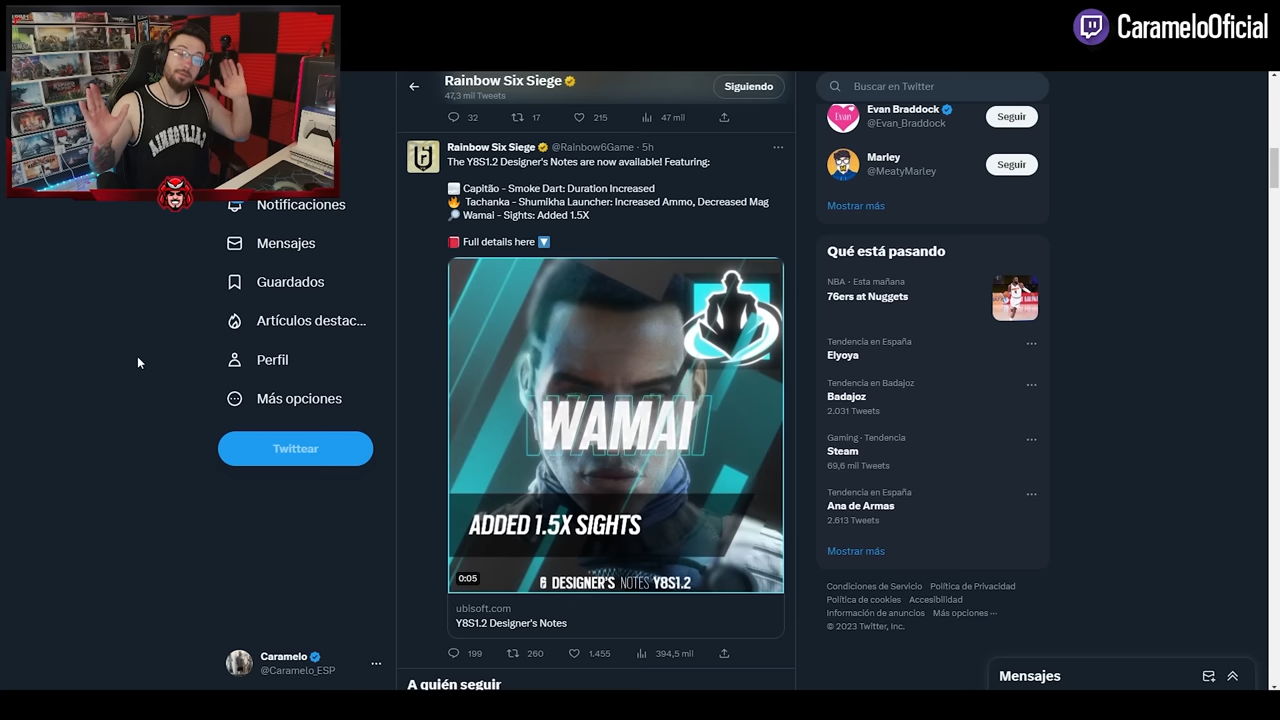 CarameloOficial
Rainbow Six Siege
47,3 mil Tweets
Siguiendo
32
17
215
47 mil
Rainbow Six Siege @Rainbow6Game · 5h
The Y8S1.2 Designer's Notes are now available! Featuring:
Capitão - Smoke Dart: Duration Increased
Tachanka - Shumikha Launcher: Increased Ammo, Decreased Mag
Wamai - Sights: Added 1.5X
Full details here
WAMAI
ADDED 1.5X SIGHTS
0:05
DESIGNER'S NOTES Y8S1.2
ubisoft.com
Y8S1.2 Designer's Notes
199
260
1.455
394,5 mil
A quién seguir
Notificaciones
Mensajes
Guardados
Artículos destac...
Perfil
Más opciones
Twittear
Caramelo
@Caramelo_ESP
Buscar en Twitter
Evan Braddock
@Evan_Braddock
Seguir
Evan
Marley
@MeatyMarley
Seguir
Mostrar más
Qué está pasando
NBA · Esta mañana
76ers at Nuggets
Tendencia en España
Elyoya
Tendencia en Badajoz
Badajoz
2.031 Tweets
Gaming · Tendencia
Steam
69,6 mil Tweets
Tendencia en España
Ana de Armas
2.613 Tweets
Mostrar más
Condiciones de Servicio Política de Privacidad
Política de cookies Accesibilidad
Información de anuncios Más opciones ···
© 2023 Twitter, Inc.
Mensajes